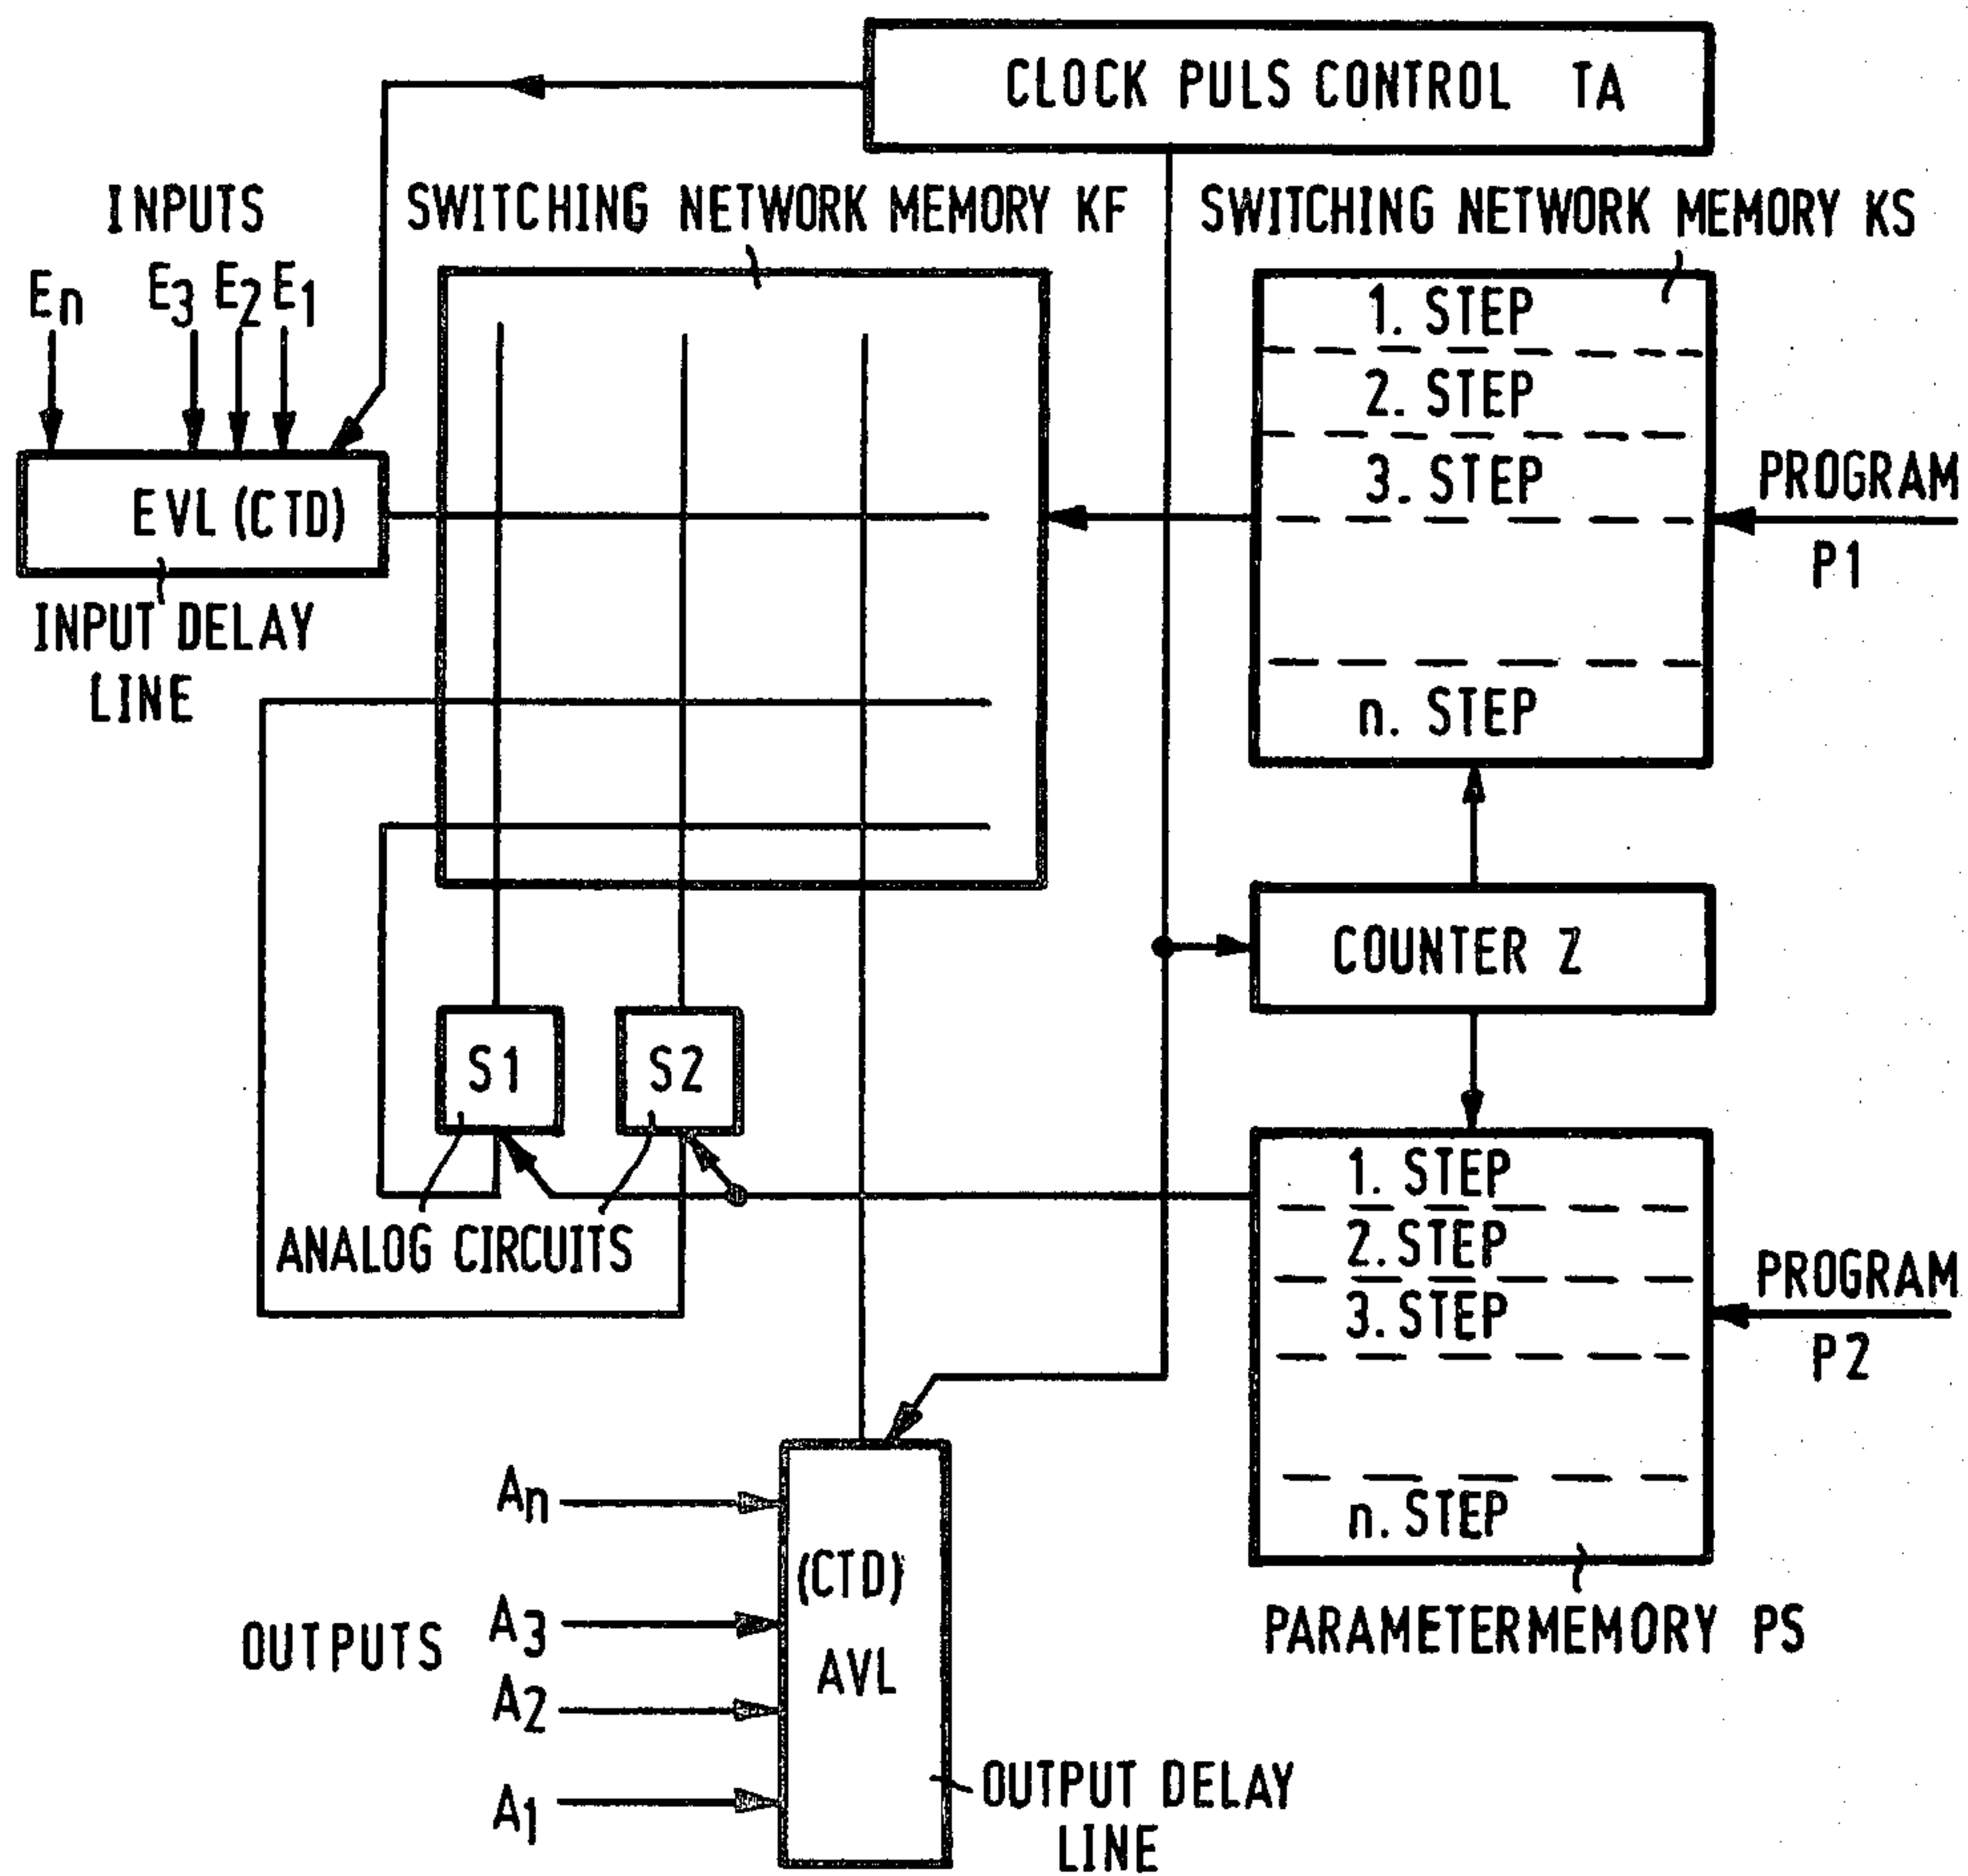 CLOCK PULS CONTROL TA
INPUTS
SWITCHING NETWORK MEMORY KF
SWITCHING NETWORK MEMORY KS
En E3 E2 E1
1. STEP
2. STEP
3. STEP
n. STEP
PROGRAM
P1
EVL (CTD)
INPUT DELAY
LINE
COUNTER Z
S1
S2
ANALOG CIRCUITS
1. STEP
2. STEP
3. STEP
n. STEP
PROGRAM
P2
PARAMETERMEMORY PS
OUTPUTS
An
A3
A2
A1
(CTD)
AVL
OUTPUT DELAY
LINE